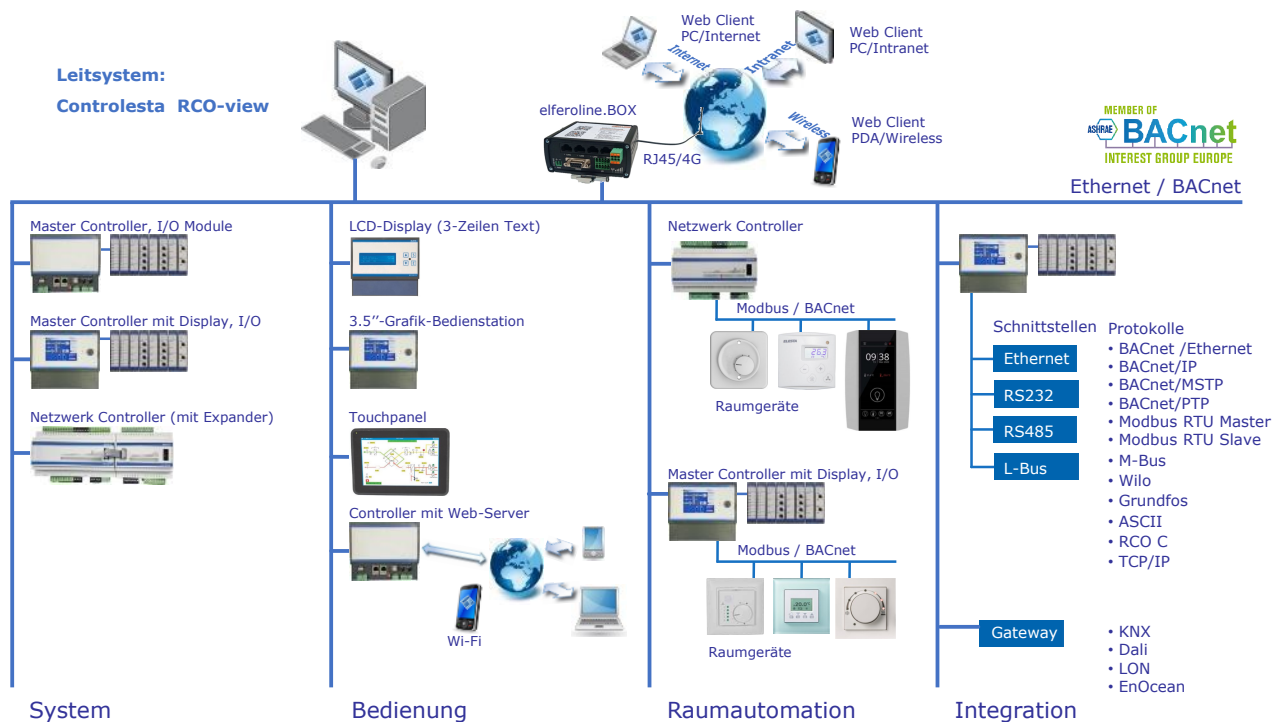 Leitsystem:
Controlesta RCO-view
Web Client
PC/Internet
Web Client
PC/Intranet
Internet
Intranet
elferoline.BOX
Wireless
Web Client
PDA/Wireless
RJ45/4G
MEMBER OF
ASHRAE BACnet
INTEREST GROUP EUROPE
Ethernet / BACnet
Master Controller, I/O Module
Master Controller mit Display, I/O
Netzwerk Controller (mit Expander)
System
LCD-Display (3-Zeilen Text)
3.5''-Grafik-Bedienstation
Touchpanel
Controller mit Web-Server
Wi-Fi
Bedienung
Netzwerk Controller
Modbus / BACnet
09:38
Raumgeräte
Master Controller mit Display, I/O
Modbus / BACnet
Raumgeräte
Raumautomation
Schnittstellen
Ethernet
RS232
RS485
L-Bus
Protokolle
• BACnet /Ethernet
• BACnet/IP
• BACnet/MSTP
• BACnet/PTP
• Modbus RTU Master
• Modbus RTU Slave
• M-Bus
• Wilo
• Grundfos
• ASCII
• RCO C
• TCP/IP
Gateway
• KNX
• Dali
• LON
• EnOcean
Integration